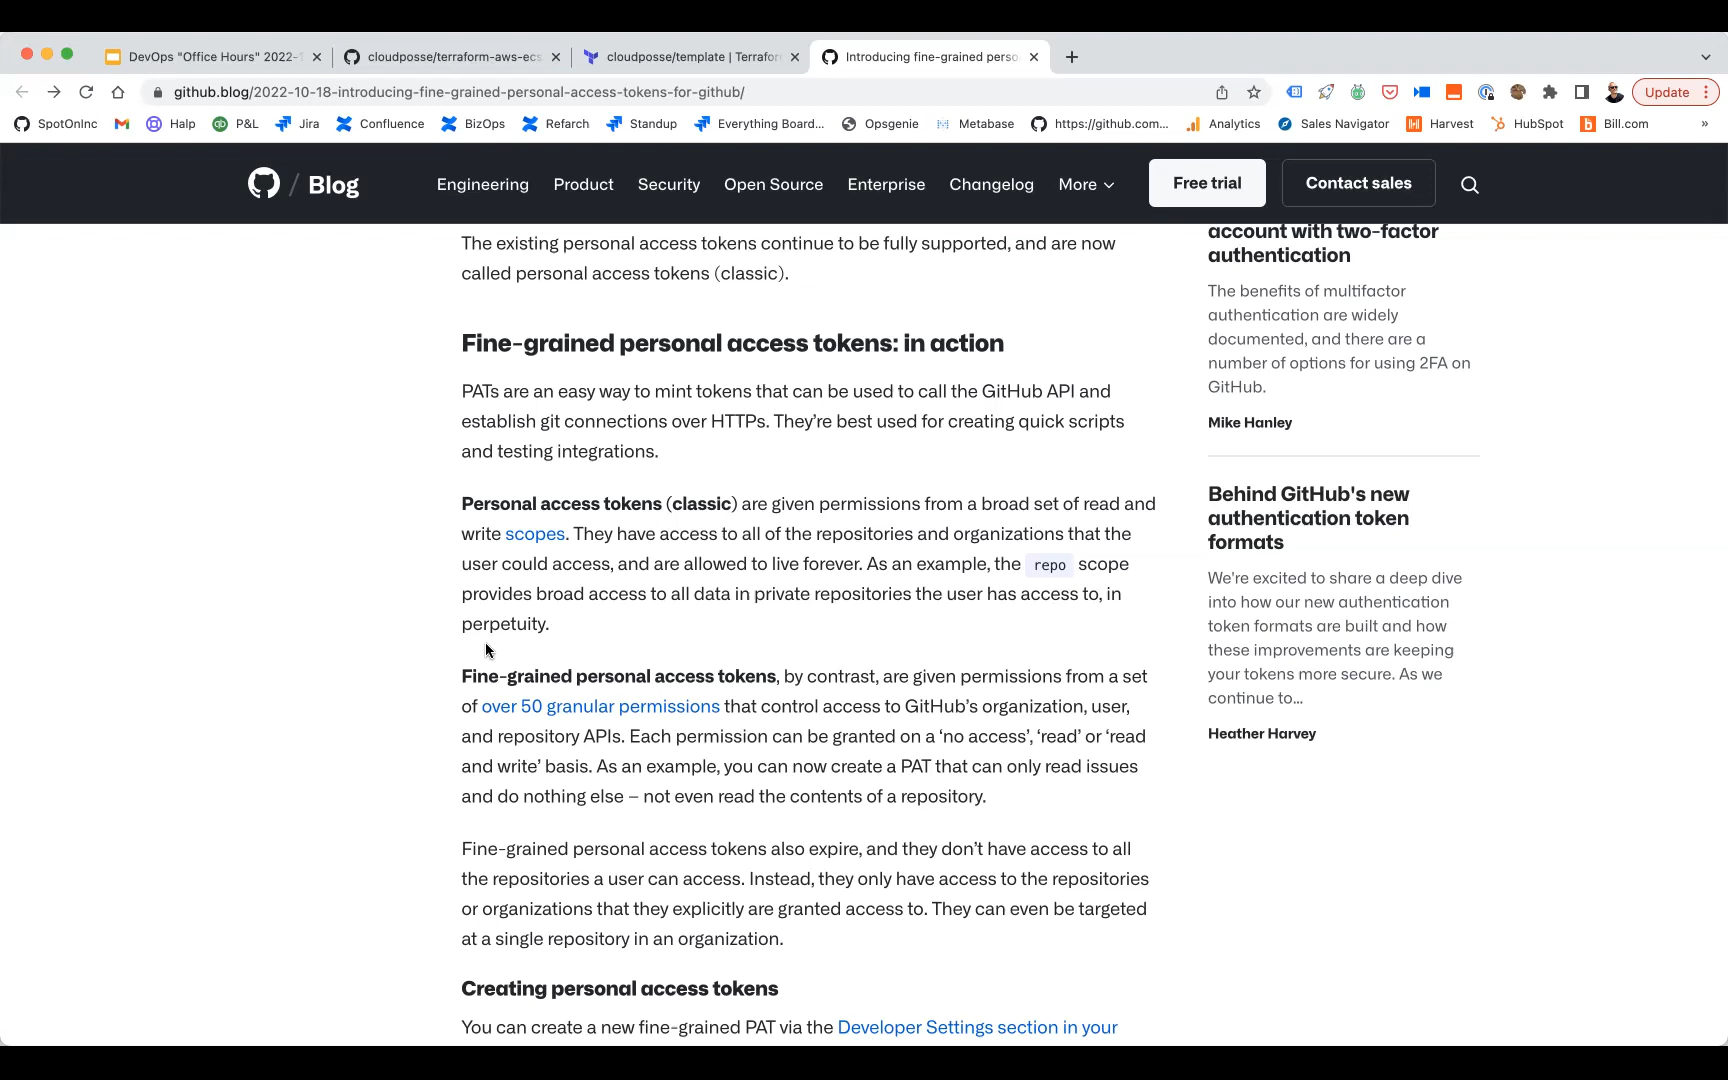 DevOps "Office Hours" 2022-1
cloudposse/terraform-aws-ecs
cloudposse/template | Terrafor
Introducing fine-grained perso
github.blog/2022-10-18-introducing-fine-grained-personal-access-tokens-for-github/
Update
SpotOnInc
Halp
P&L
Jira
Confluence
BizOps
Refarch
Standup
Everything Board...
Opsgenie
Metabase
https://github.com...
Analytics
Sales Navigator
Harvest
HubSpot
Bill.com
»
/ Blog
Engineering
Product
Security
Open Source
Enterprise
Changelog
More
Free trial
Contact sales
The existing personal access tokens continue to be fully supported, and are now
called personal access tokens (classic).
Fine-grained personal access tokens: in action
PATs are an easy way to mint tokens that can be used to call the GitHub API and
establish git connections over HTTPs. They’re best used for creating quick scripts
and testing integrations.
Personal access tokens (classic) are given permissions from a broad set of read and
write scopes. They have access to all of the repositories and organizations that the
user could access, and are allowed to live forever. As an example, the repo scope
provides broad access to all data in private repositories the user has access to, in
perpetuity.
Fine-grained personal access tokens, by contrast, are given permissions from a set
of over 50 granular permissions that control access to GitHub’s organization, user,
and repository APIs. Each permission can be granted on a ‘no access’, ‘read’ or ‘read
and write’ basis. As an example, you can now create a PAT that can only read issues
and do nothing else – not even read the contents of a repository.
Fine-grained personal access tokens also expire, and they don’t have access to all
the repositories a user can access. Instead, they only have access to the repositories
or organizations that they explicitly are granted access to. They can even be targeted
at a single repository in an organization.
Creating personal access tokens
You can create a new fine-grained PAT via the Developer Settings section in your
account with two-factor
authentication
The benefits of multifactor
authentication are widely
documented, and there are a
number of options for using 2FA on
GitHub.
Mike Hanley
Behind GitHub's new
authentication token
formats
We're excited to share a deep dive
into how our new authentication
token formats are built and how
these improvements are keeping
your tokens more secure. As we
continue to...
Heather Harvey